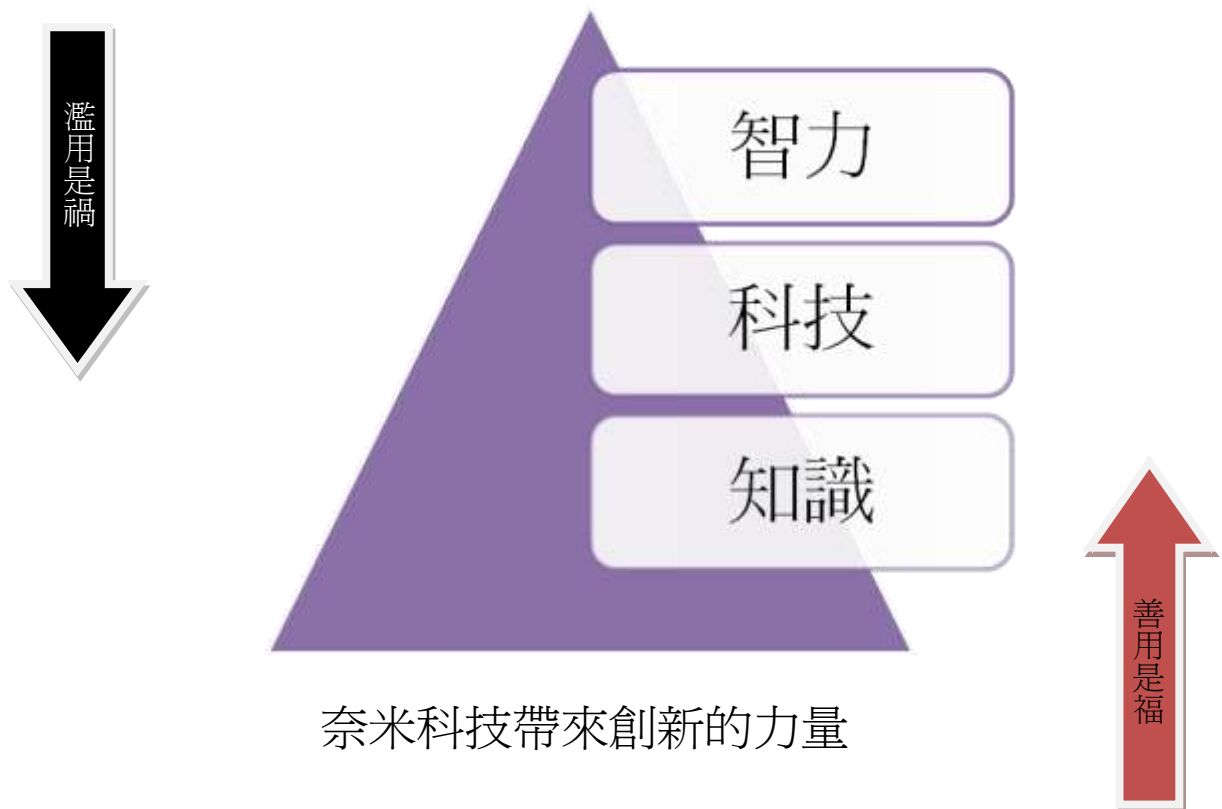 濫用是禍
智力
科技
知識
善用是福
奈米科技帶來創新的力量